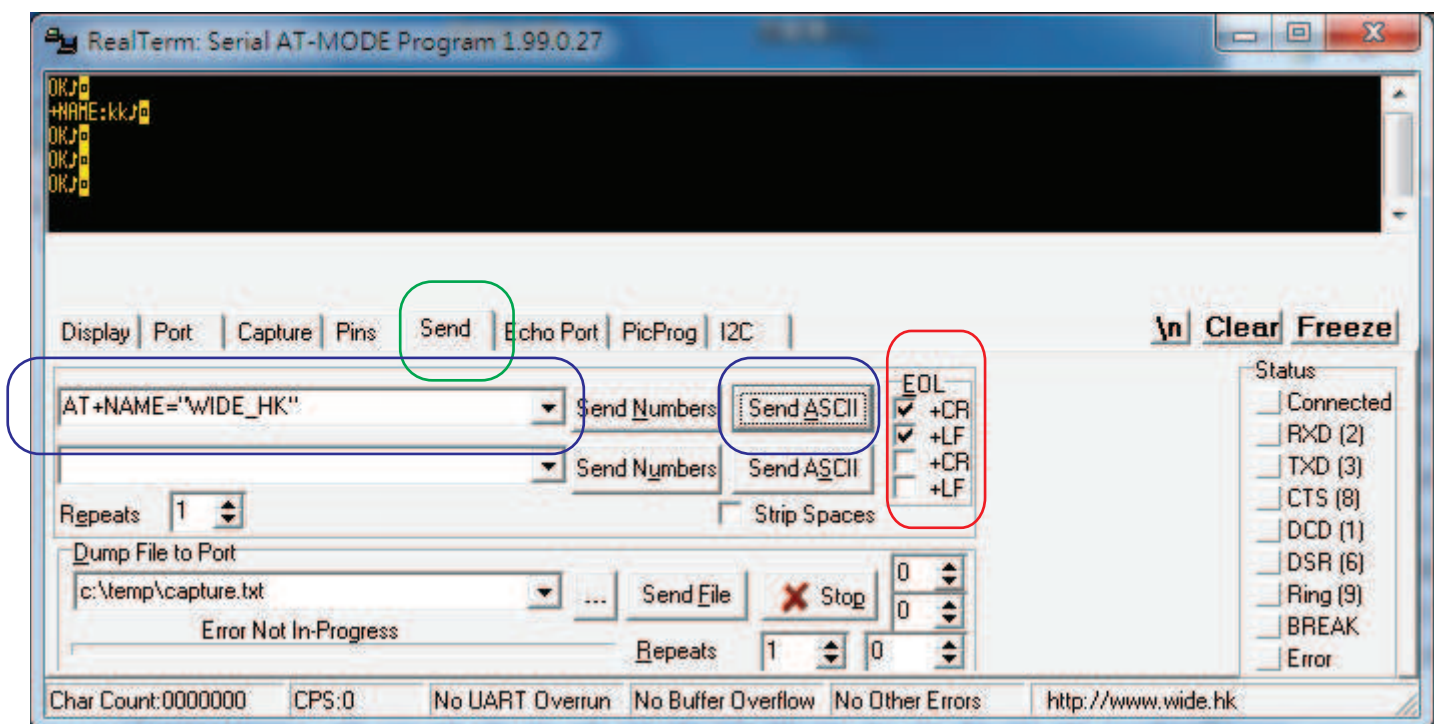 RealTerm: Serial AT-MODE Program 1.99.0.27
OK♪◘
+NAME:kk♪◘
OK♪◘
OK♪◘
OK♪◘
Display Port Capture Pins Send Echo Port PicProg I2C \n Clear Freeze
AT+NAME="WIDE_HK" Send Numbers Send ASCII
Send Numbers Send ASCII
EOL
+CR
+LF
+CR
+LF
Repeats 1 Strip Spaces
Dump File to Port
c:\temp\capture.txt ... Send File Stop 0
0
Error Not In-Progress
Repeats 1 0
Status
Connected
RXD (2)
TXD (3)
CTS (8)
DCD (1)
DSR (6)
Ring (9)
BREAK
Error
Char Count:0000000 CPS:0 No UART Overrun No Buffer Overflow No Other Errors http://www.wide.hk